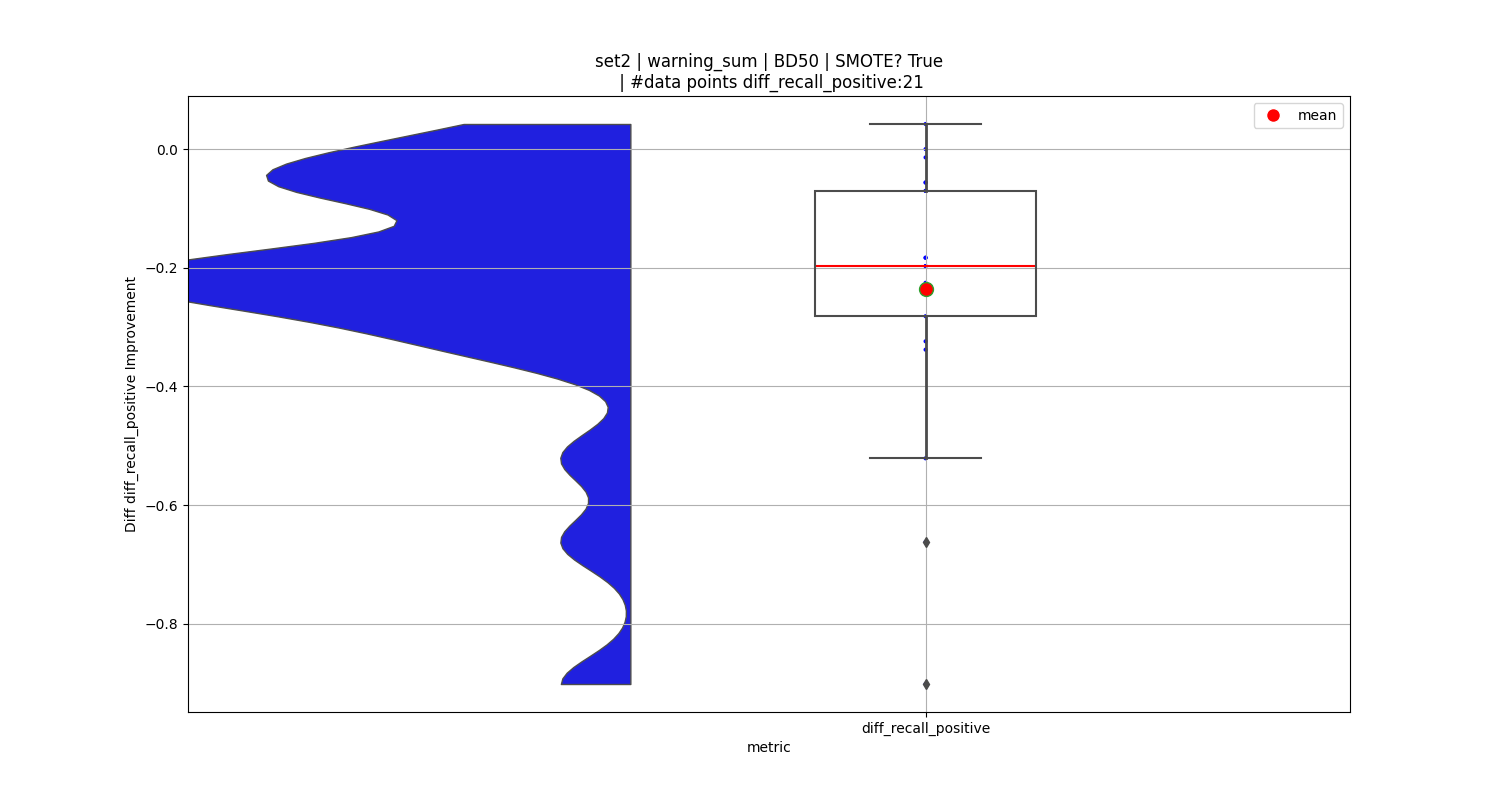 set2 | warning_sum | BD50 | SMOTE? True
| #data points diff_recall_positive:21
mean
0.0
−0.2
−0.4
−0.6
−0.8
Diff diff_recall_positive Improvement
diff_recall_positive
metric